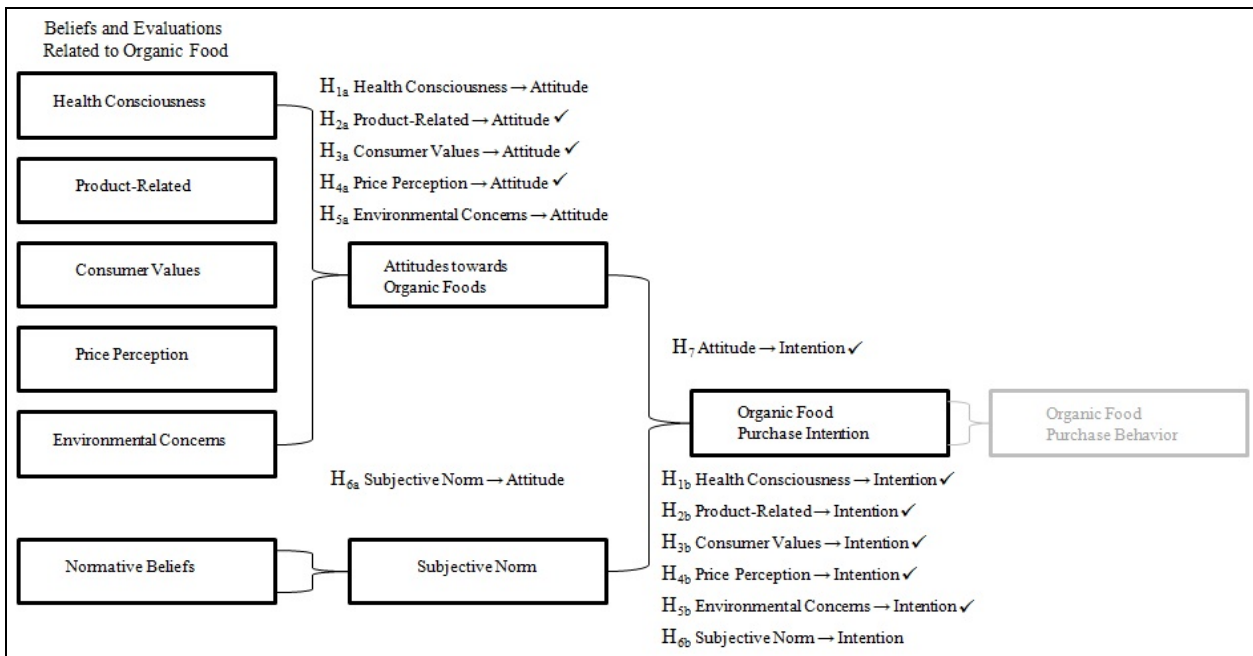 Beliefs and Evaluations
Related to Organic Food
Health Consciousness
Product-Related
Consumer Values
Price Perception
Environmental Concerns
Normative Beliefs
H1a Health Consciousness → Attitude
H2a Product-Related → Attitude ✓
H3a Consumer Values → Attitude ✓
H4a Price Perception → Attitude ✓
H5a Environmental Concerns → Attitude
Attitudes towards
Organic Foods
H6a Subjective Norm → Attitude
Subjective Norm
H7 Attitude → Intention ✓
Organic Food
Purchase Intention
H1b Health Consciousness → Intention ✓
H2b Product-Related → Intention ✓
H3b Consumer Values → Intention ✓
H4b Price Perception → Intention ✓
H5b Environmental Concerns → Intention ✓
H6b Subjective Norm → Intention
Organic Food
Purchase Behavior